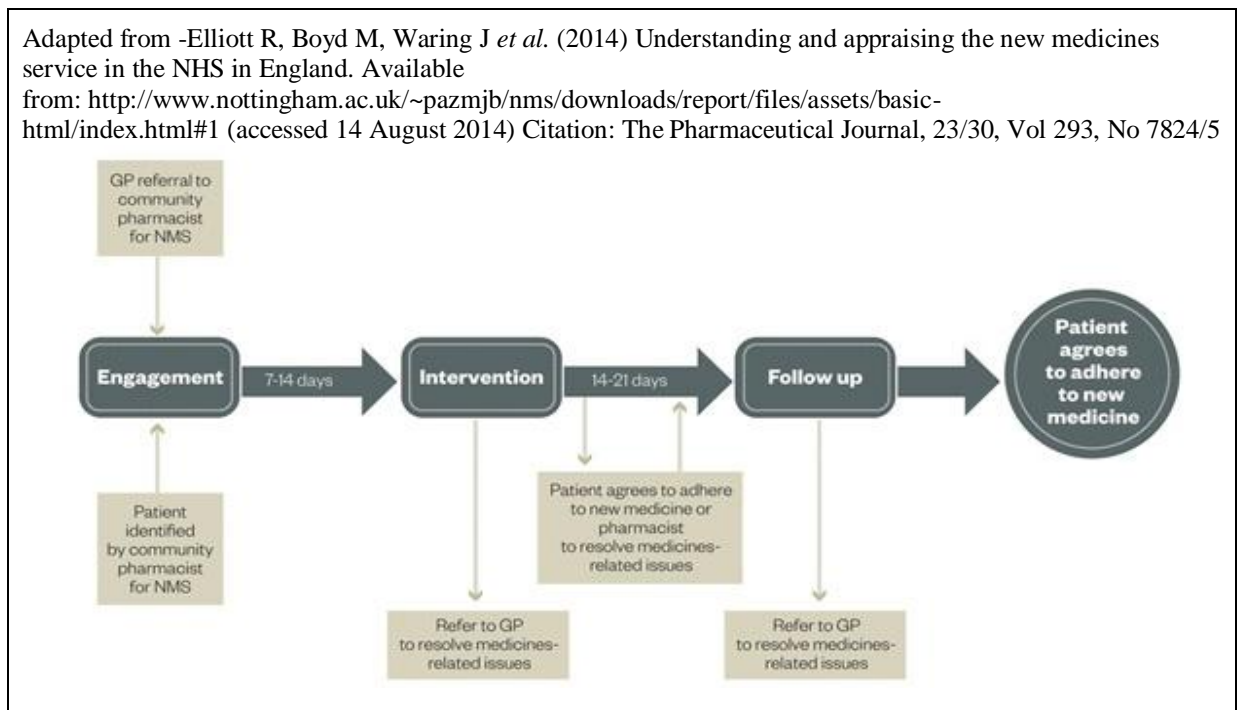 Adapted from -Elliott R, Boyd M, Waring J et al. (2014) Understanding and appraising the new medicines
service in the NHS in England. Available
from: http://www.nottingham.ac.uk/~pazmjb/nms/downloads/report/files/assets/basic-
html/index.html#1 (accessed 14 August 2014) Citation: The Pharmaceutical Journal, 23/30, Vol 293, No 7824/5
GP referral to
community
pharmacist
for NMS
Engagement
7-14 days
Intervention
14-21 days
Follow up
Patient
agrees
to adhere
to new
medicine
Patient
identified
by community
pharmacist
for NMS
Patient agrees to adhere
to new medicine or
pharmacist
to resolve medicines-
related issues
Refer to GP
to resolve medicines-
related issues
Refer to GP
to resolve medicines-
related issues